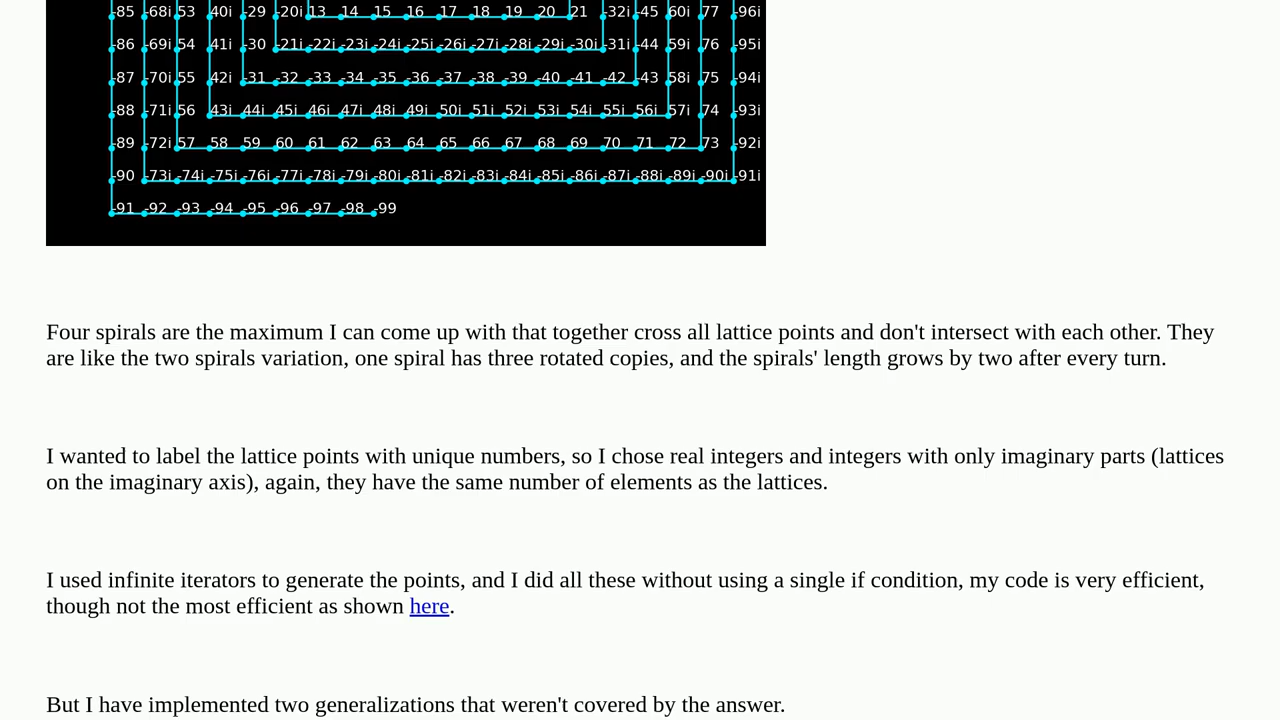 -85 -68i 53 40i -29 -20i 13 14 15 16 17 18 19 20 21 -32i -45 60i 77 -96i
-86 -69i 54 41i -30 -21i -22i -23i -24i -25i -26i -27i -28i -29i -30i -31i -44 59i 76 -95i
-87 -70i 55 42i -31 -32 -33 -34 -35 -36 -37 -38 -39 -40 -41 -42 -43 58i 75 -94i
-88 -71i 56 43i 44i 45i 46i 47i 48i 49i 50i 51i 52i 53i 54i 55i 56i 57i 74 -93i
-89 -72i 57 58 59 60 61 62 63 64 65 66 67 68 69 70 71 72 73 -92i
-90 -73i -74i -75i -76i -77i -78i -79i -80i -81i -82i -83i -84i -85i -86i -87i -88i -89i -90i -91i
-91 -92 -93 -94 -95 -96 -97 -98 -99
Four spirals are the maximum I can come up with that together cross all lattice points and don't intersect with each other. They
are like the two spirals variation, one spiral has three rotated copies, and the spirals' length grows by two after every turn.
I wanted to label the lattice points with unique numbers, so I chose real integers and integers with only imaginary parts (lattices
on the imaginary axis), again, they have the same number of elements as the lattices.
I used infinite iterators to generate the points, and I did all these without using a single if condition, my code is very efficient,
though not the most efficient as shown here.
But I have implemented two generalizations that weren't covered by the answer.